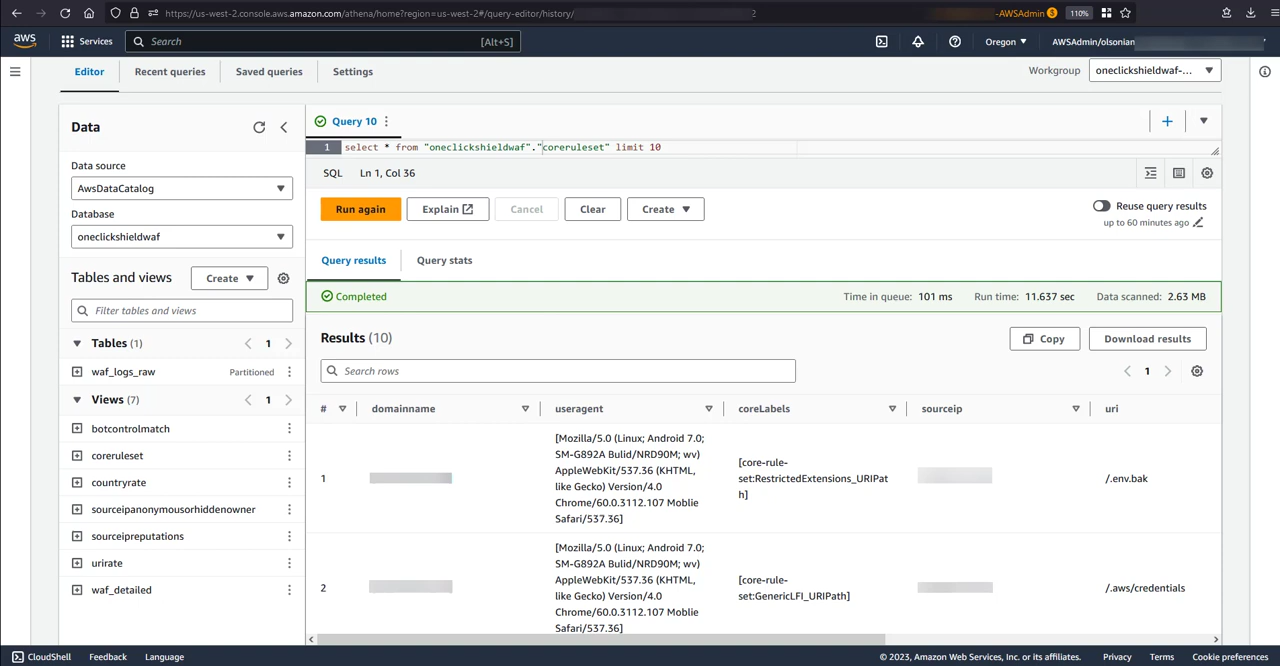 https://us-west-2.console.aws.amazon.com/athena/home?region=us-west-2#/query-editor/history/
2
-AWSAdmin
110%
aws
Services
Search
[Alt+S]
Oregon
AWSAdmin/olsonian
Editor
Recent queries
Saved queries
Settings
Workgroup
oneclickshieldwaf-...
Data
Data source
AwsDataCatalog
Database
oneclickshieldwaf
Tables and views
Create
Filter tables and views
Tables (1)
1
waf_logs_raw
Partitioned
Views (7)
1
botcontrolmatch
coreruleset
countryrate
sourceipanonymousorhiddenowner
sourceipreputations
urirate
waf_detailed
Query 10
1
select * from "oneclickshieldwaf"."coreruleset" limit 10
SQL
Ln 1, Col 36
Run again
Explain
Cancel
Clear
Create
Reuse query results
up to 60 minutes ago
Query results
Query stats
Completed
Time in queue: 101 ms
Run time: 11.637 sec
Data scanned: 2.63 MB
Results (10)
Copy
Download results
Search rows
1
#
domainname
useragent
coreLabels
sourceip
uri
1
[Mozilla/5.0 (Linux; Android 7.0;
SM-G892A Bulid/NRD90M; wv)
AppleWebKit/537.36 (KHTML,
like Gecko) Version/4.0
Chrome/60.0.3112.107 Moblie
Safari/537.36]
[core-rule-
set:RestrictedExtensions_URIPat
h]
/.env.bak
2
[Mozilla/5.0 (Linux; Android 7.0;
SM-G892A Bulid/NRD90M; wv)
AppleWebKit/537.36 (KHTML,
like Gecko) Version/4.0
Chrome/60.0.3112.107 Moblie
Safari/537.36]
[core-rule-
set:GenericLFI_URIPath]
/.aws/credentials
CloudShell
Feedback
Language
© 2023, Amazon Web Services, Inc. or its affiliates.
Privacy
Terms
Cookie preferences